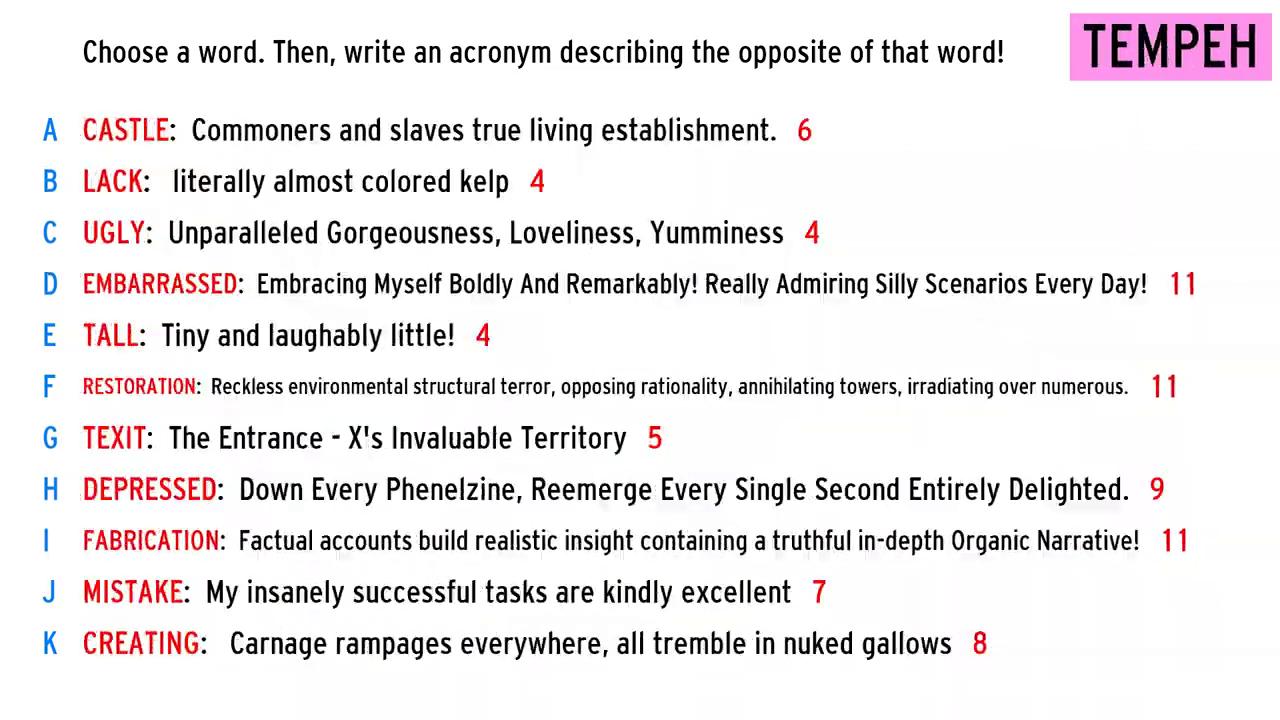 Choose a word. Then, write an acronym describing the opposite of that word!
TEMPEH
A CASTLE: Commoners and slaves true living establishment. 6
B LACK: literally almost colored kelp 4
C UGLY: Unparalleled Gorgeousness, Loveliness, Yumminess 4
D EMBARRASSED: Embracing Myself Boldly And Remarkably! Really Admiring Silly Scenarios Every Day! 11
E TALL: Tiny and laughably little! 4
F RESTORATION: Reckless environmental structural terror, opposing rationality, annihilating towers, irradiating over numerous. 11
G TEXIT: The Entrance - X's Invaluable Territory 5
H DEPRESSED: Down Every Phenelzine, Reemerge Every Single Second Entirely Delighted. 9
I FABRICATION: Factual accounts build realistic insight containing a truthful in-depth Organic Narrative! 11
J MISTAKE: My insanely successful tasks are kindly excellent 7
K CREATING: Carnage rampages everywhere, all tremble in nuked gallows 8